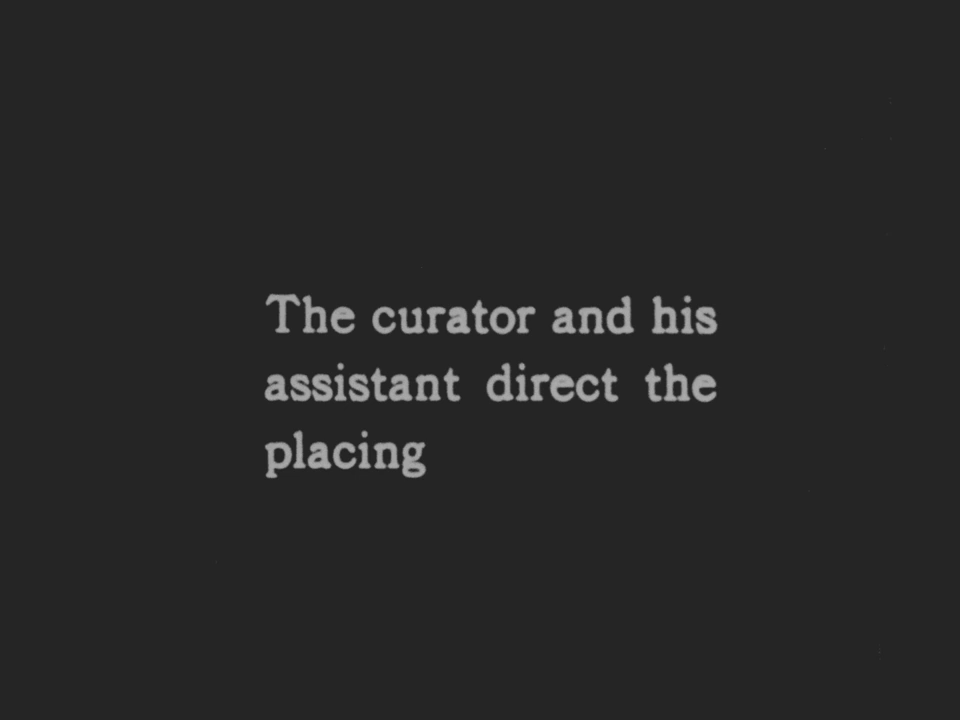 The curator and his
assistant direct the
placing